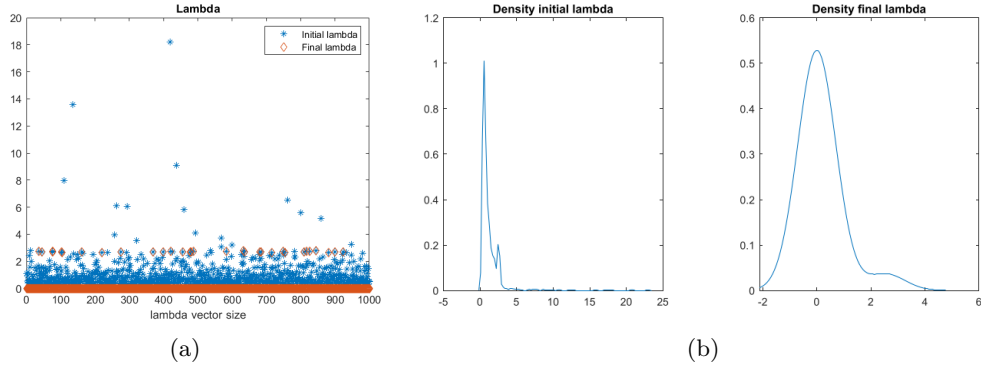 Lambda
20
18
16
14
12
10
8
6
4
2
0
0 100 200 300 400 500 600 700 800 900 1000
lambda vector size
Initial lambda
Final lambda
(a)
Density initial lambda
1.2
1
0.8
0.6
0.4
0.2
0
-5 0 5 10 15 20 25
Density final lambda
0.6
0.5
0.4
0.3
0.2
0.1
0
-2 0 2 4 6
(b)